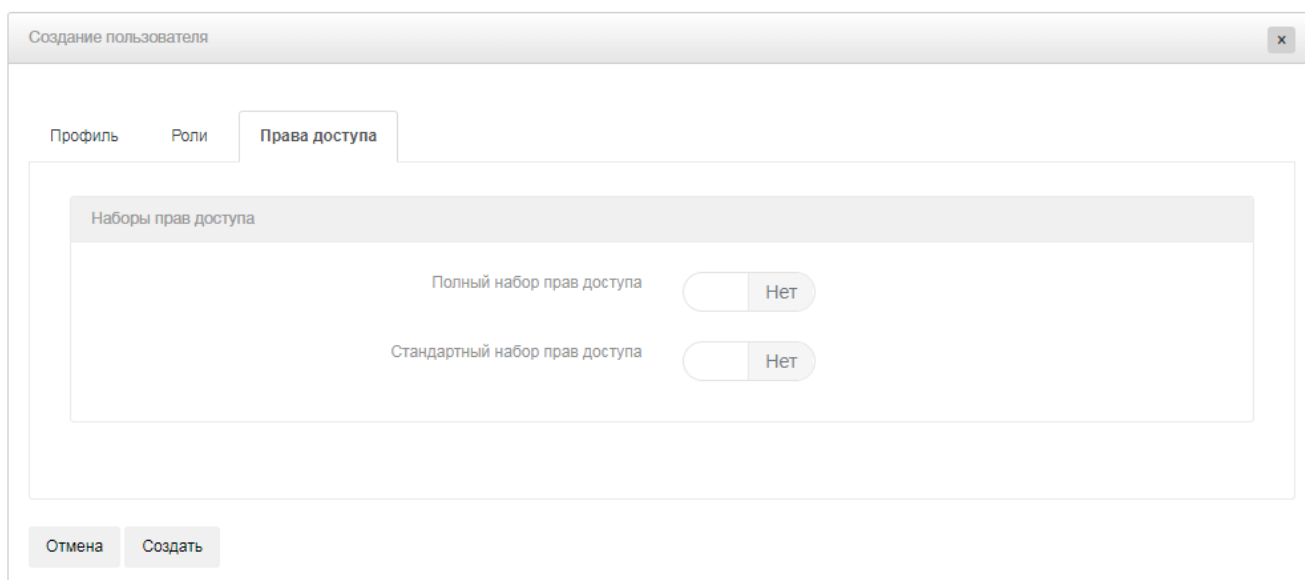 Создание пользователя
x
Профиль Роли Права доступа
Наборы прав доступа
Полный набор прав доступа Нет
Стандартный набор прав доступа Нет
Отмена Создать